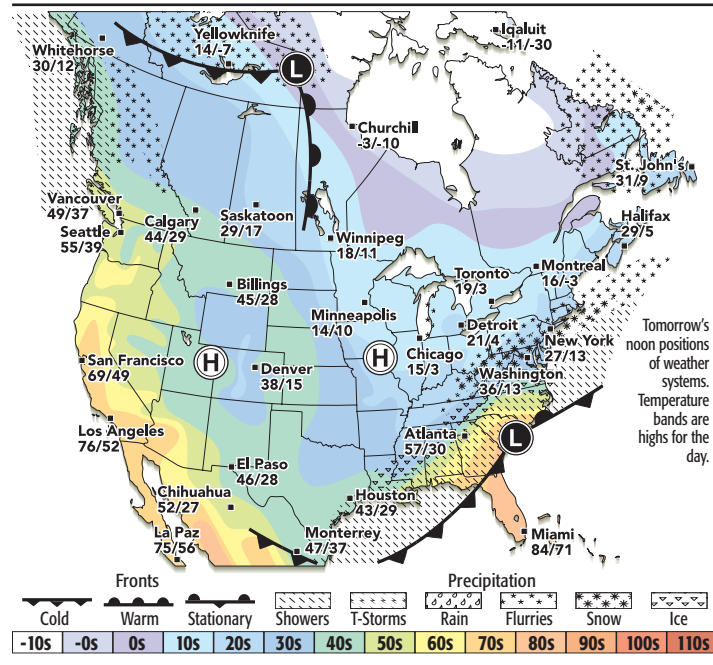 Iqaluit
-11/-30
Yellowknife
14/-7
Whitehorse
30/12
L
Churchill
-3/-10
St. John's
31/9
Vancouver
49/37
Calgary
44/29
Saskatoon
29/17
Halifax
29/5
Seattle
55/39
Winnipeg
18/11
Toronto
19/3
Montreal
16/-3
Billings
45/28
Minneapolis
14/10
Detroit
21/4
New York
27/13
Chicago
15/3
Washington
36/13
San Francisco
69/49
H
Denver
38/15
H
Tomorrow's
noon positions
of weather
systems.
Temperature
bands are
highs for the
day.
Los Angeles
76/52
Atlanta
57/30
L
El Paso
46/28
Chihuahua
52/27
Houston
43/29
La Paz
75/56
Monterrey
47/37
Miami
84/71
Fronts
Precipitation
Cold Warm Stationary Showers T-Storms Rain Flurries Snow Ice
-10s -0s 0s 10s 20s 30s 40s 50s 60s 70s 80s 90s 100s 110s